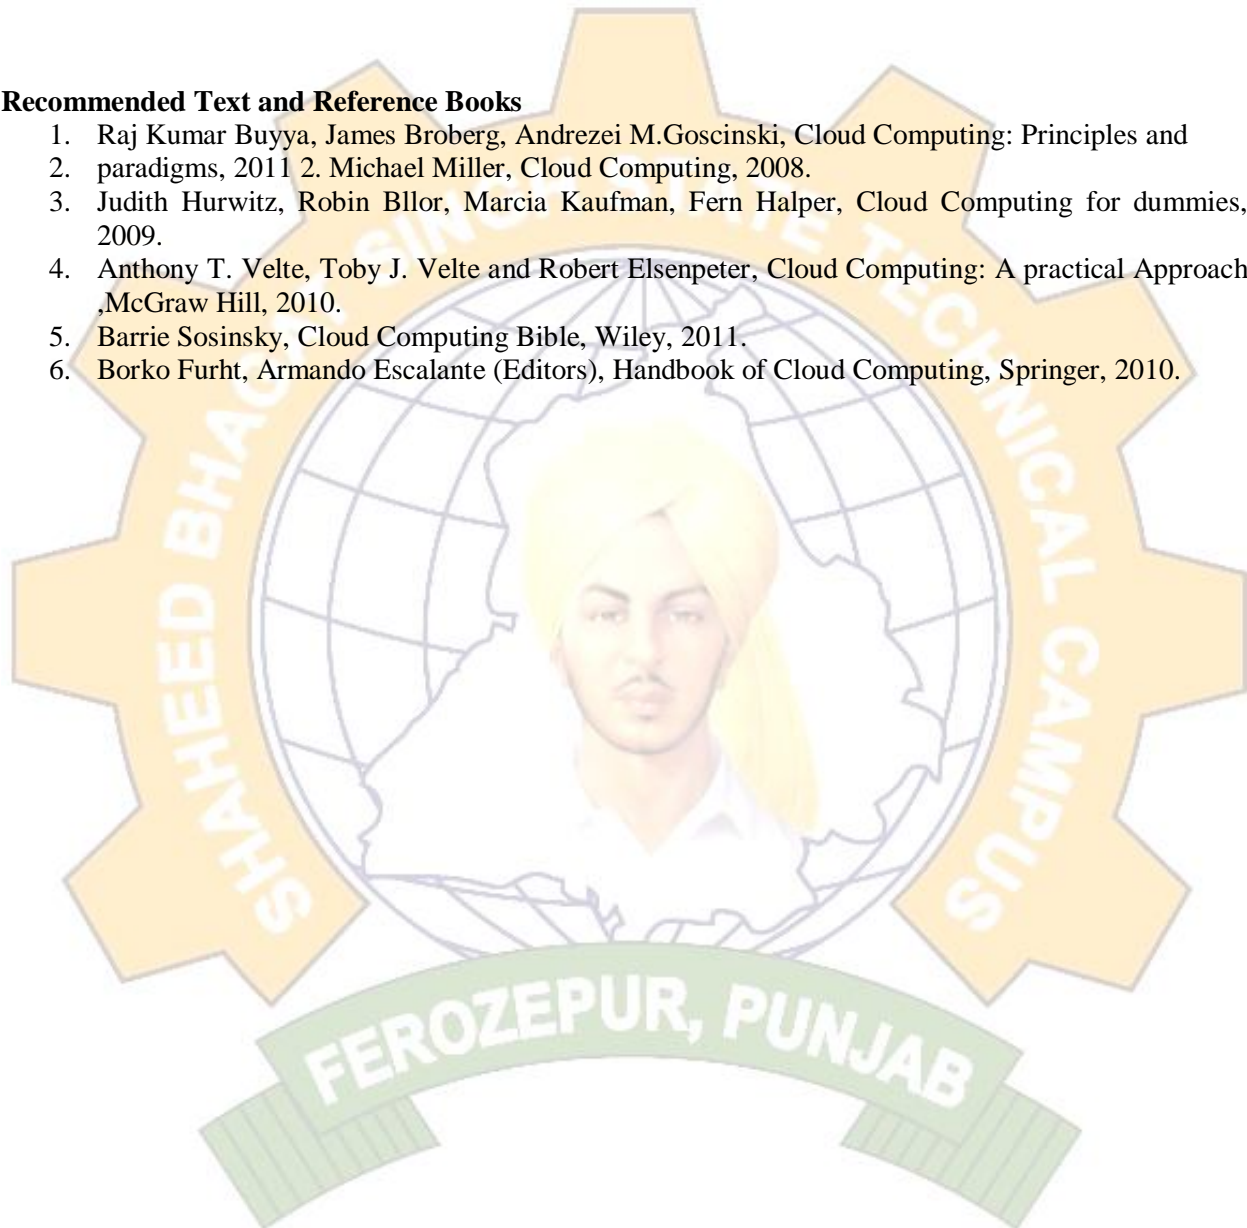 Recommended Text and Reference Books
1. Raj Kumar Buyya, James Broberg, Andrezei M.Goscinski, Cloud Computing: Principles and
2. paradigms, 2011 2. Michael Miller, Cloud Computing, 2008.
3. Judith Hurwitz, Robin Bllor, Marcia Kaufman, Fern Halper, Cloud Computing for dummies,
2009.
4. Anthony T. Velte, Toby J. Velte and Robert Elsenpeter, Cloud Computing: A practical Approach
,McGraw Hill, 2010.
5. Barrie Sosinsky, Cloud Computing Bible, Wiley, 2011.
6. Borko Furht, Armando Escalante (Editors), Handbook of Cloud Computing, Springer, 2010.
SHAHEED BHAGAT SINGH STATE TECHNICAL CAMPUS
FEROZEPUR, PUNJAB